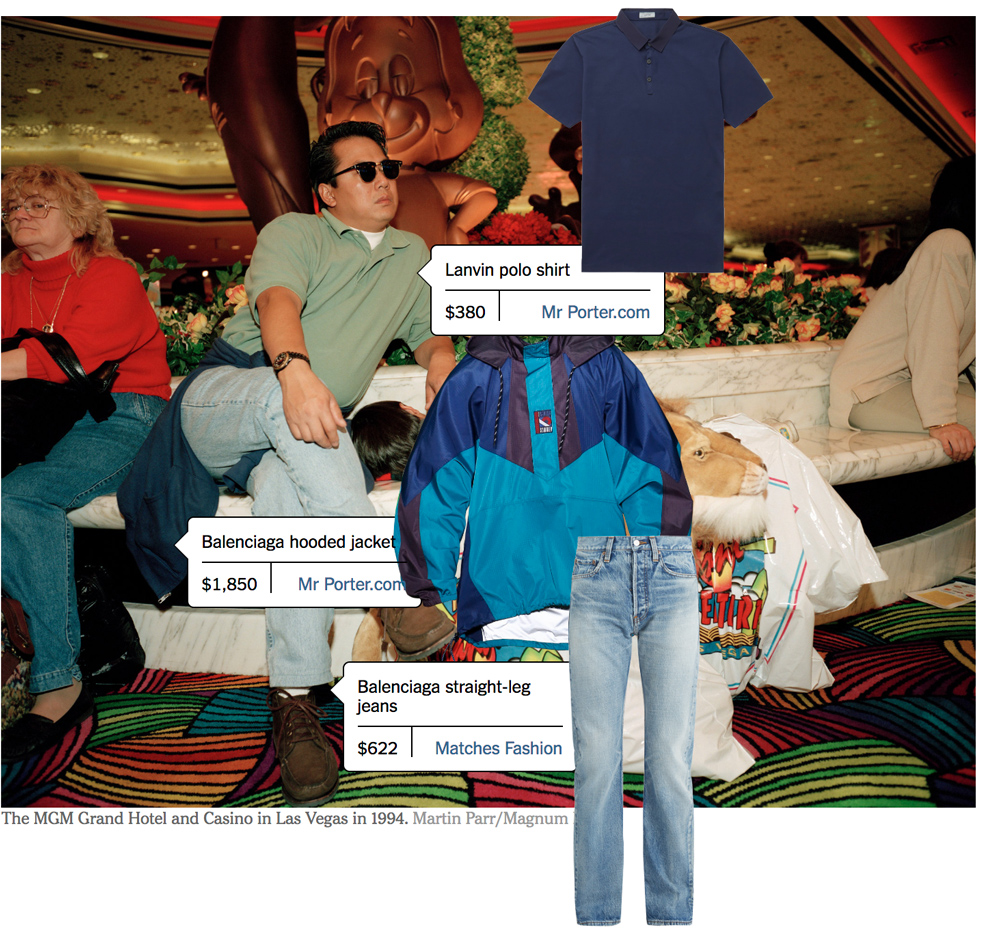 Lanvin polo shirt
$380 Mr Porter.com
Balenciaga hooded jacket
$1,850 Mr Porter.com
Balenciaga straight-leg
jeans
$622 Matches Fashion
The MGM Grand Hotel and Casino in Las Vegas in 1994. Martin Parr/Magnum